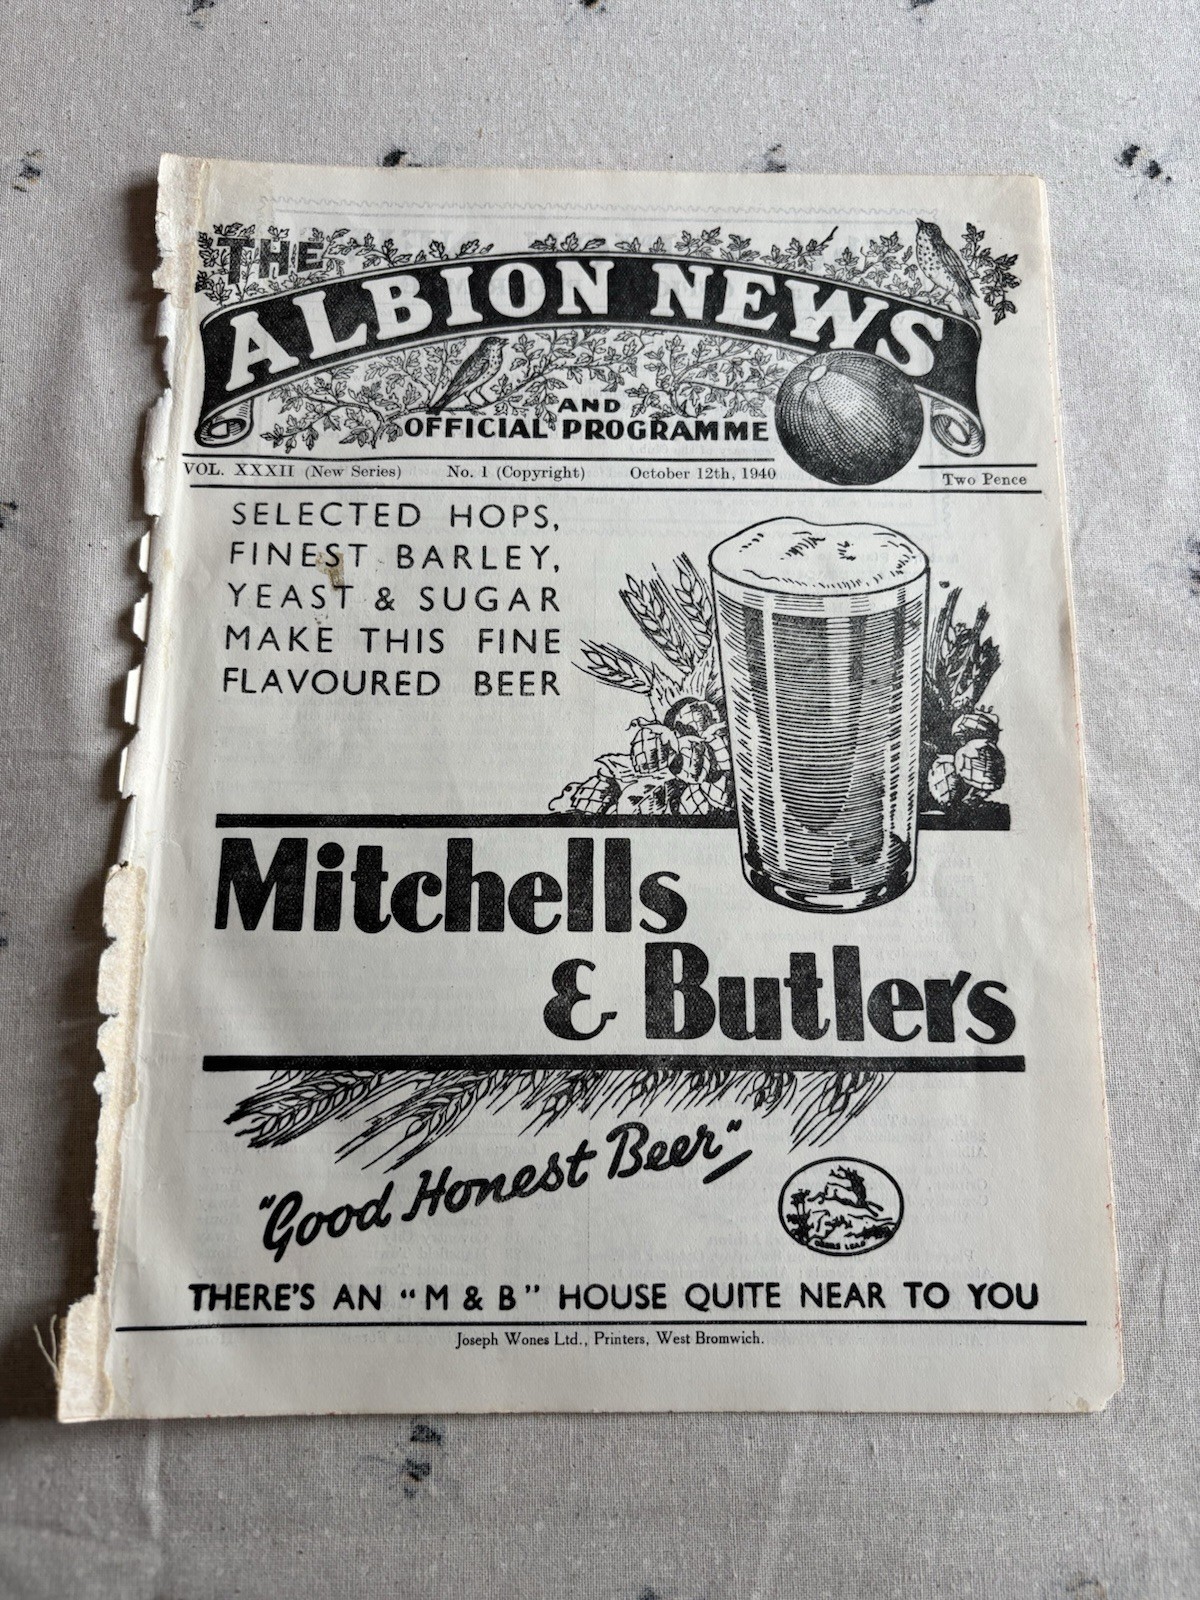 THE
ALBION NEWS
AND
OFFICIAL PROGRAMME
VOL. XXXII (New Series) No. 1 (Copyright) October 12th, 1940 Two Pence
SELECTED HOPS,
FINEST BARLEY,
YEAST & SUGAR
MAKE THIS FINE
FLAVOURED BEER
Mitchells
& Butlers
"Good Honest Beer"
DEERS LEAP
THERE'S AN "M & B" HOUSE QUITE NEAR TO YOU
Joseph Wones Ltd., Printers, West Bromwich.